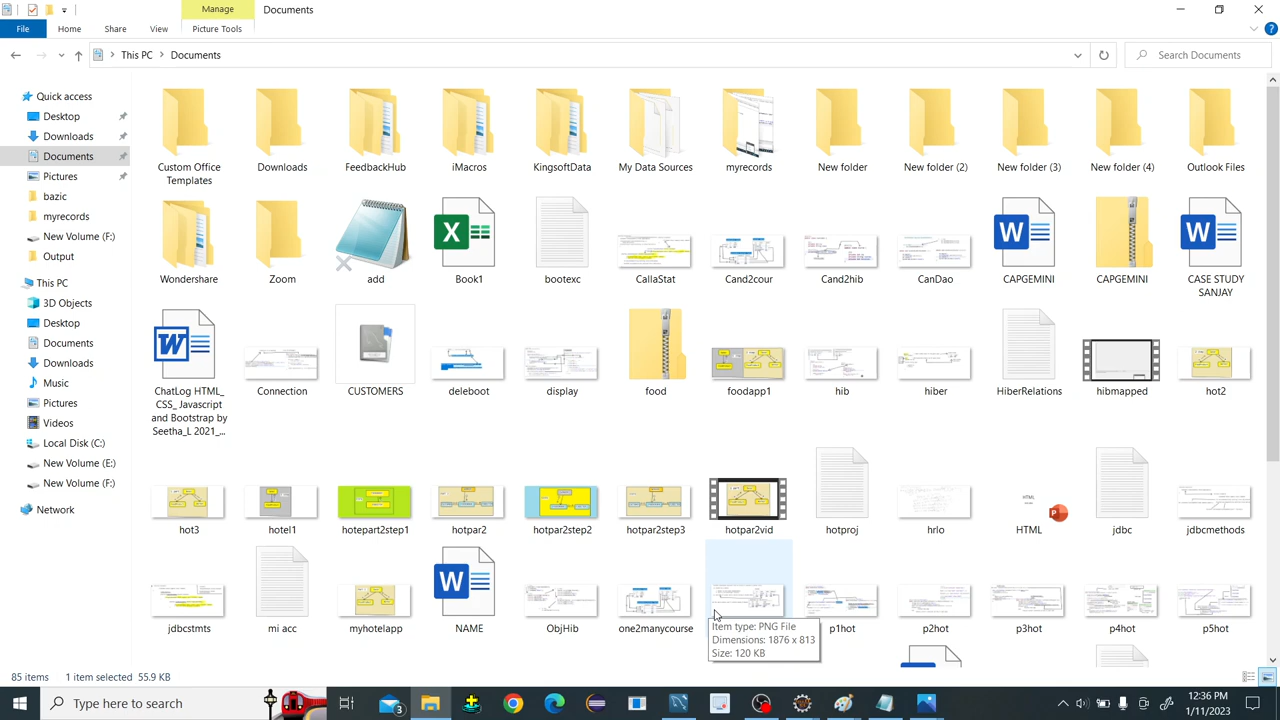 Manage
Documents
File
Home
Share
View
Picture Tools
This PC
Documents
Search Documents
Quick access
Desktop
Downloads
Documents
Pictures
bazic
myrecords
New Volume (F:)
Output
This PC
3D Objects
Desktop
Documents
Downloads
Music
Pictures
Videos
Local Disk (C:)
New Volume (E:)
New Volume (F:)
Network
Custom Office
Templates
Downloads
FeedbackHub
iMacros
KingsoftData
My Data Sources
myrecords
New folder
New folder (2)
New folder (3)
New folder (4)
Outlook Files
Wondershare
Zoom
add
Book1
bootexc
CallaStat
Cand2cour
Cand2hib
CanDao
CAPGEMINI
CAPGEMINI
CASE STUDY
SANJAY
ChatLog HTML_
CSS_ Javascript
and Bootstrap by
Seetha_L 2021_...
Connection
CUSTOMERS
deleboot
display
food
foodapp1
hib
hiber
HiberRelations
hibmapped
hot2
hot3
hotel1
hotepart2step1
hotpar2
hotpar2step2
hotpar2step3
hotpar2vid
hotproj
hrlo
HTML
jdbc
jdbcmethods
jdbcstmts
mi acc
myhotelapp
NAME
ObjHib
one2manycourse
Item type: PNG File
Dimensions: 1876 x 813
Size: 120 KB
p1hot
p2hot
p3hot
p4hot
p5hot
85 items
1 item selected 55.9 KB
Type here to search
3
12:36 PM
1/11/2023